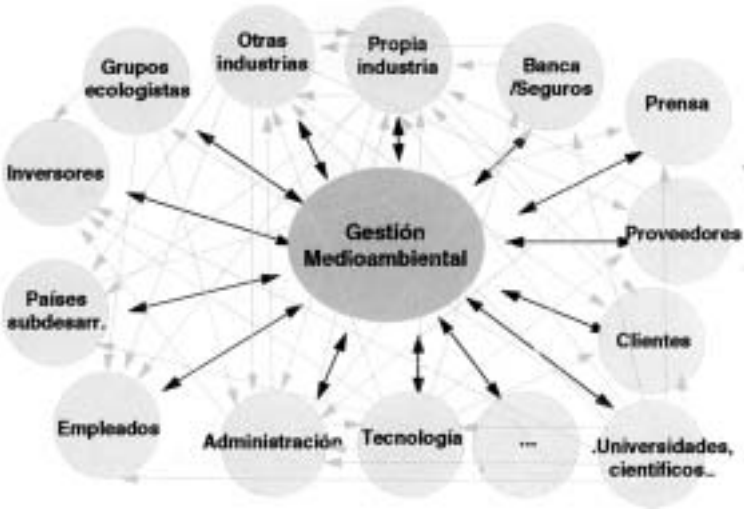 Otras
industrias
Propia
industria
Grupos
ecologistas
Banca
/Seguros
Prensa
Inversores
Gestión
Medioambiental
Proveedores
Países
subdesarr.
Clientes
Empleados
Administración
Tecnología
...
.Universidades,
científicos..